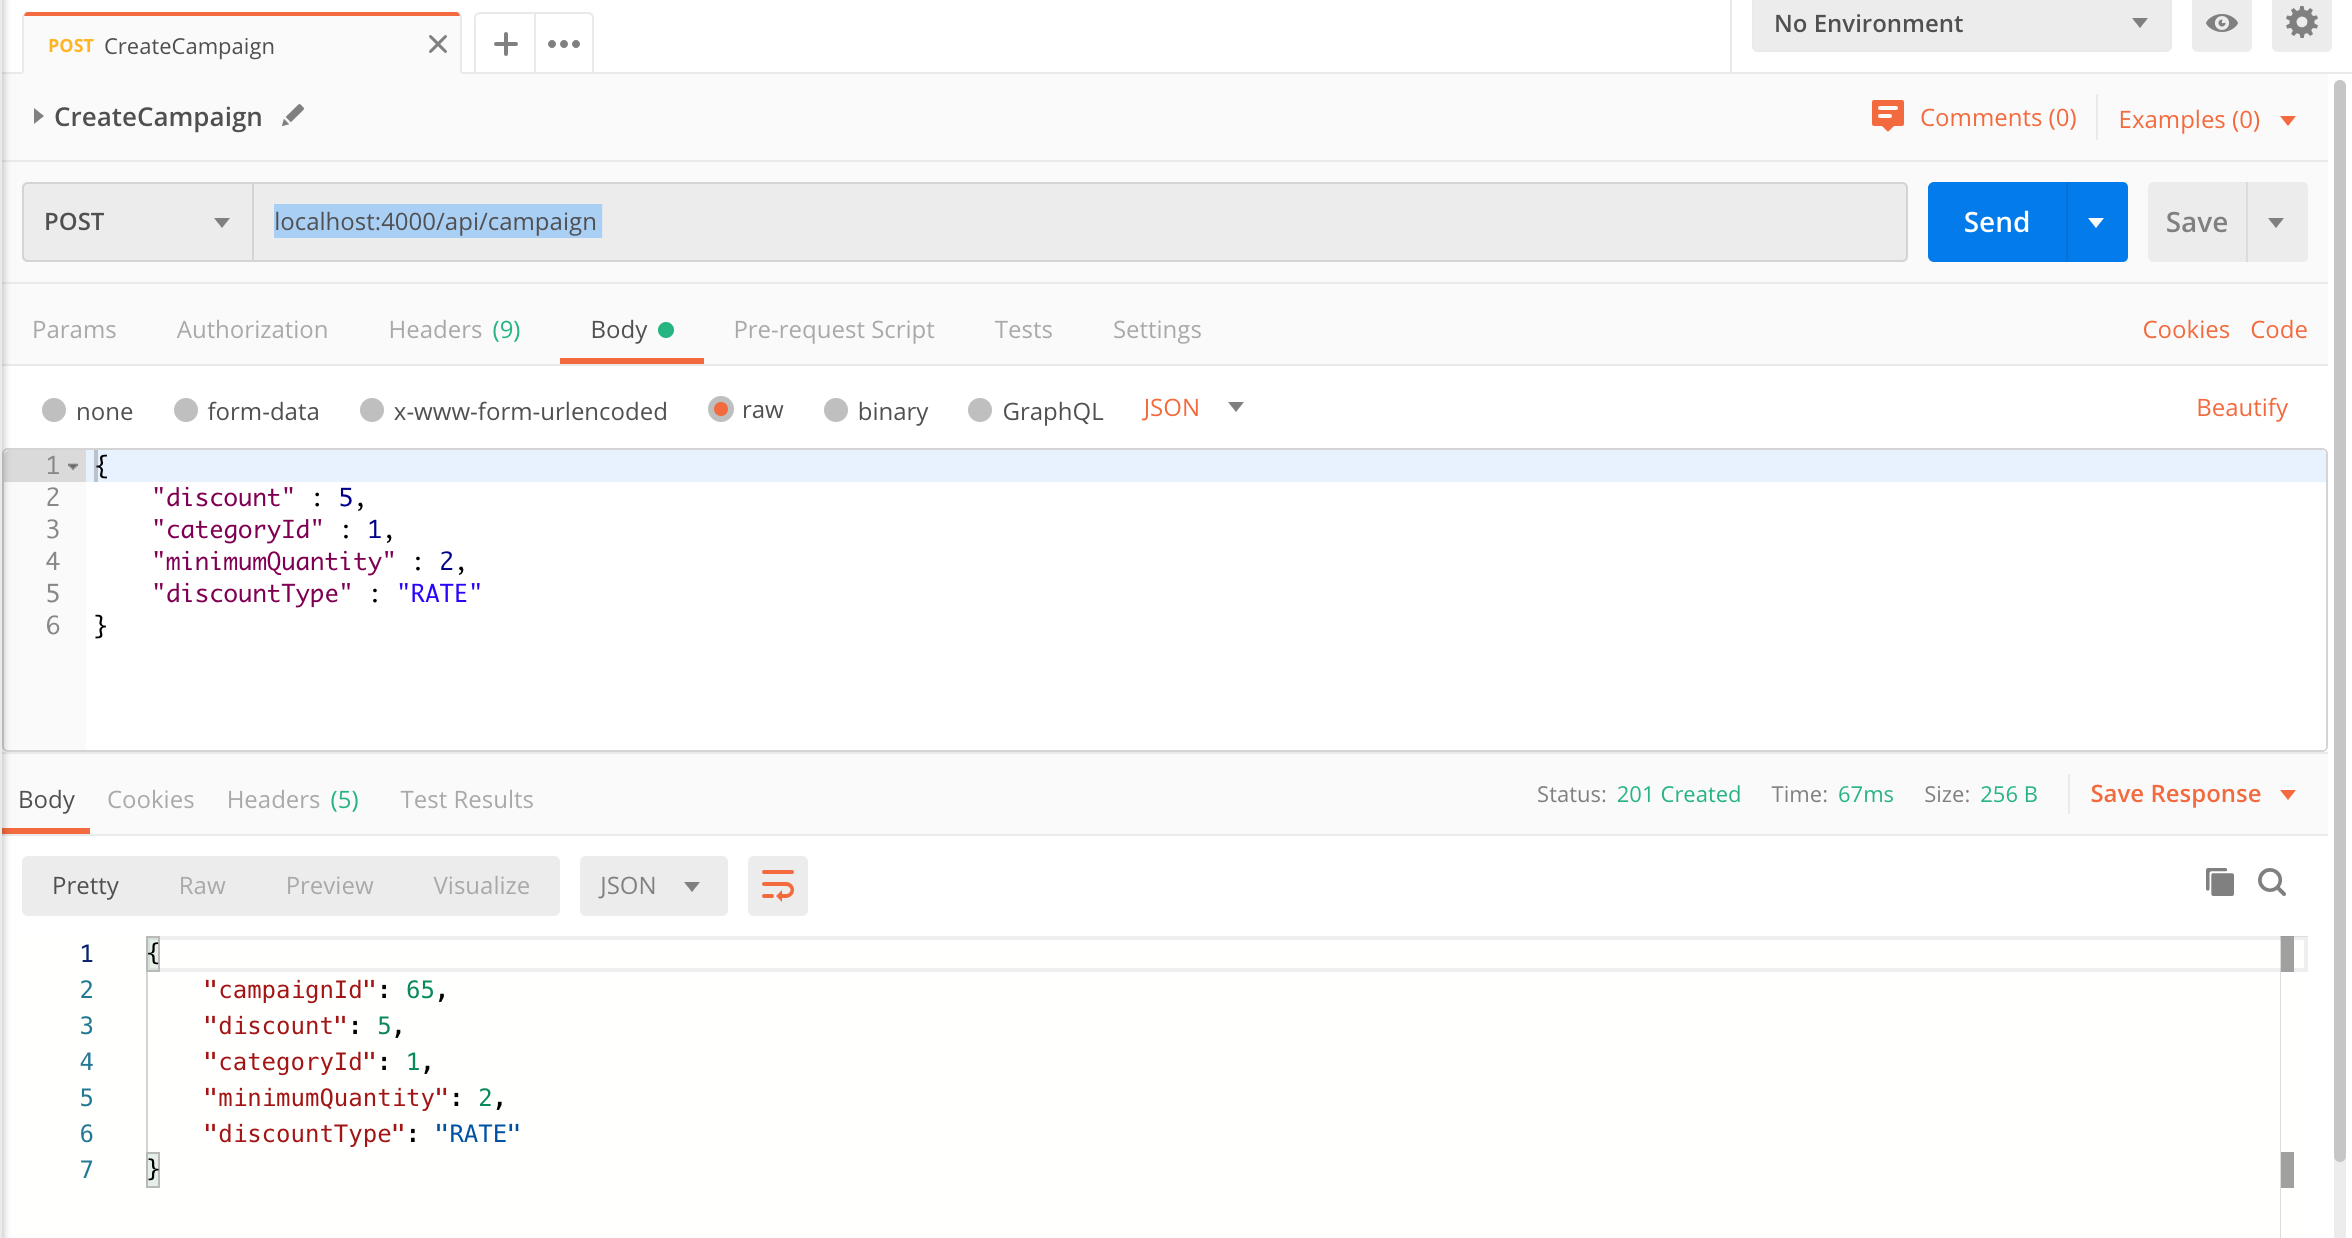 POST CreateCampaign No Environment
CreateCampaign Comments (0) Examples (0)
POST localhost:4000/api/campaign Send Save
Params Authorization Headers (9) Body Pre-request Script Tests Settings Cookies Code
none form-data x-www-form-urlencoded raw binary GraphQL JSON Beautify
1 {
2 "discount" : 5,
3 "categoryId" : 1,
4 "minimumQuantity" : 2,
5 "discountType" : "RATE"
6 }
Body Cookies Headers (5) Test Results Status: 201 Created Time: 67ms Size: 256 B Save Response
Pretty Raw Preview Visualize JSON
1 {
2 "campaignId": 65,
3 "discount": 5,
4 "categoryId": 1,
5 "minimumQuantity": 2,
6 "discountType": "RATE"
7 }